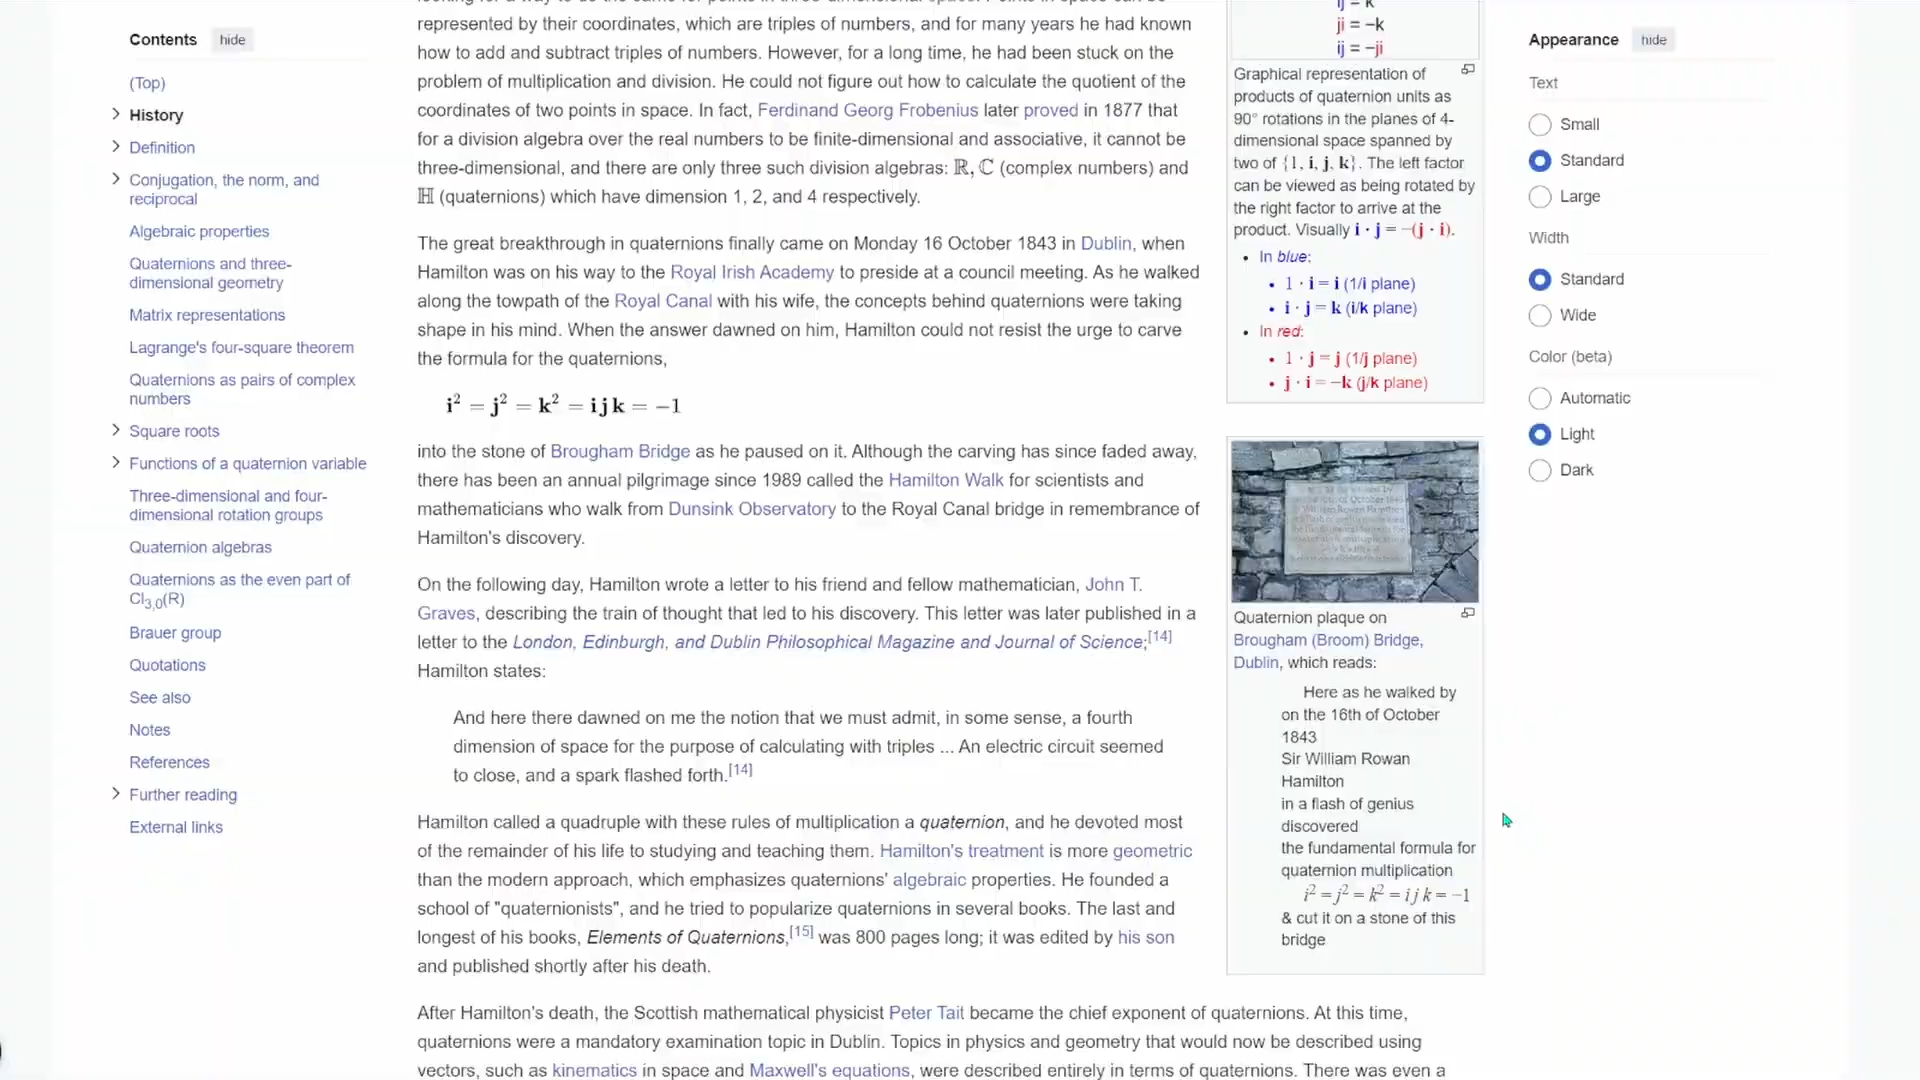 Contents hide
(Top)
History
Definition
Conjugation, the norm, and
reciprocal
Algebraic properties
Quaternions and three-
dimensional geometry
Matrix representations
Lagrange's four-square theorem
Quaternions as pairs of complex
numbers
Square roots
Functions of a quaternion variable
Three-dimensional and four-
dimensional rotation groups
Quaternion algebras
Quaternions as the even part of
Cl₃,₀(R)
Brauer group
Quotations
See also
Notes
References
Further reading
External links
represented by their coordinates, which are triples of numbers, and for many years he had known
how to add and subtract triples of numbers. However, for a long time, he had been stuck on the
problem of multiplication and division. He could not figure out how to calculate the quotient of the
coordinates of two points in space. In fact, Ferdinand Georg Frobenius later proved in 1877 that
for a division algebra over the real numbers to be finite-dimensional and associative, it cannot be
three-dimensional, and there are only three such division algebras: ℝ, ℂ (complex numbers) and
ℍ (quaternions) which have dimension 1, 2, and 4 respectively.
The great breakthrough in quaternions finally came on Monday 16 October 1843 in Dublin, when
Hamilton was on his way to the Royal Irish Academy to preside at a council meeting. As he walked
along the towpath of the Royal Canal with his wife, the concepts behind quaternions were taking
shape in his mind. When the answer dawned on him, Hamilton could not resist the urge to carve
the formula for the quaternions,
i² = j² = k² = i j k = −1
into the stone of Brougham Bridge as he paused on it. Although the carving has since faded away,
there has been an annual pilgrimage since 1989 called the Hamilton Walk for scientists and
mathematicians who walk from Dunsink Observatory to the Royal Canal bridge in remembrance of
Hamilton's discovery.
On the following day, Hamilton wrote a letter to his friend and fellow mathematician, John T.
Graves, describing the train of thought that led to his discovery. This letter was later published in a
letter to the London, Edinburgh, and Dublin Philosophical Magazine and Journal of Science;[14]
Hamilton states:
And here there dawned on me the notion that we must admit, in some sense, a fourth
dimension of space for the purpose of calculating with triples ... An electric circuit seemed
to close, and a spark flashed forth.[14]
Hamilton called a quadruple with these rules of multiplication a quaternion, and he devoted most
of the remainder of his life to studying and teaching them. Hamilton's treatment is more geometric
than the modern approach, which emphasizes quaternions' algebraic properties. He founded a
school of "quaternionists", and he tried to popularize quaternions in several books. The last and
longest of his books, Elements of Quaternions,[15] was 800 pages long; it was edited by his son
and published shortly after his death.
After Hamilton's death, the Scottish mathematical physicist Peter Tait became the chief exponent of quaternions. At this time,
quaternions were a mandatory examination topic in Dublin. Topics in physics and geometry that would now be described using
vectors, such as kinematics in space and Maxwell's equations, were described entirely in terms of quaternions. There was even a
ij = k
ji = −k
ij = −ji
Graphical representation of
products of quaternion units as
90° rotations in the planes of 4-
dimensional space spanned by
two of {1, i, j, k}. The left factor
can be viewed as being rotated by
the right factor to arrive at the
product. Visually i · j = −(j · i).
In blue:
1 · i = i (1/i plane)
i · j = k (i/k plane)
In red:
1 · j = j (1/j plane)
j · i = −k (j/k plane)
Quaternion plaque on
Brougham (Broom) Bridge,
Dublin, which reads:
Here as he walked by
on the 16th of October
1843
Sir William Rowan
Hamilton
in a flash of genius
discovered
the fundamental formula for
quaternion multiplication
i² = j² = k² = i j k = −1
& cut it on a stone of this
bridge
Appearance hide
Text
Small
Standard
Large
Width
Standard
Wide
Color (beta)
Automatic
Light
Dark